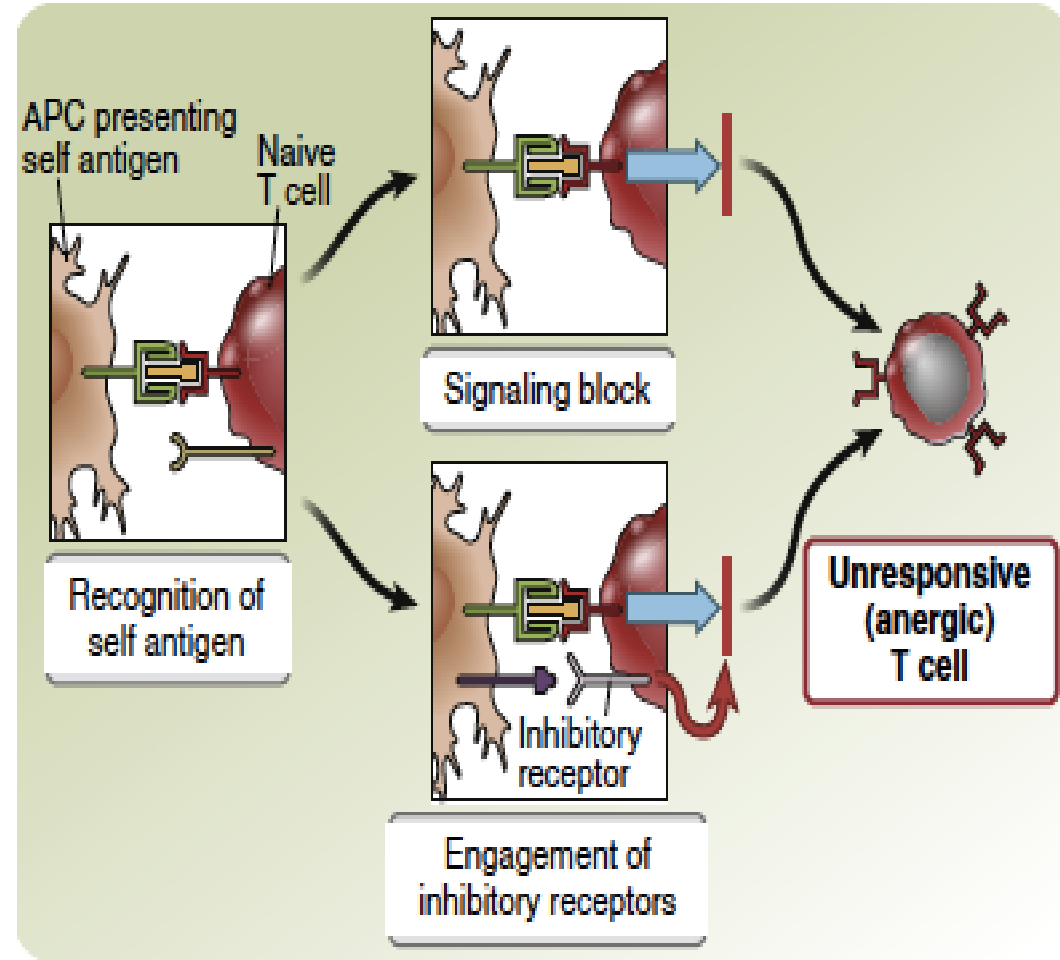 APC presenting
self antigen
Naive
T cell
Recognition of
self antigen
Signaling block
Inhibitory
receptor
Engagement of
inhibitory receptors
Unresponsive
(anergic)
T cell